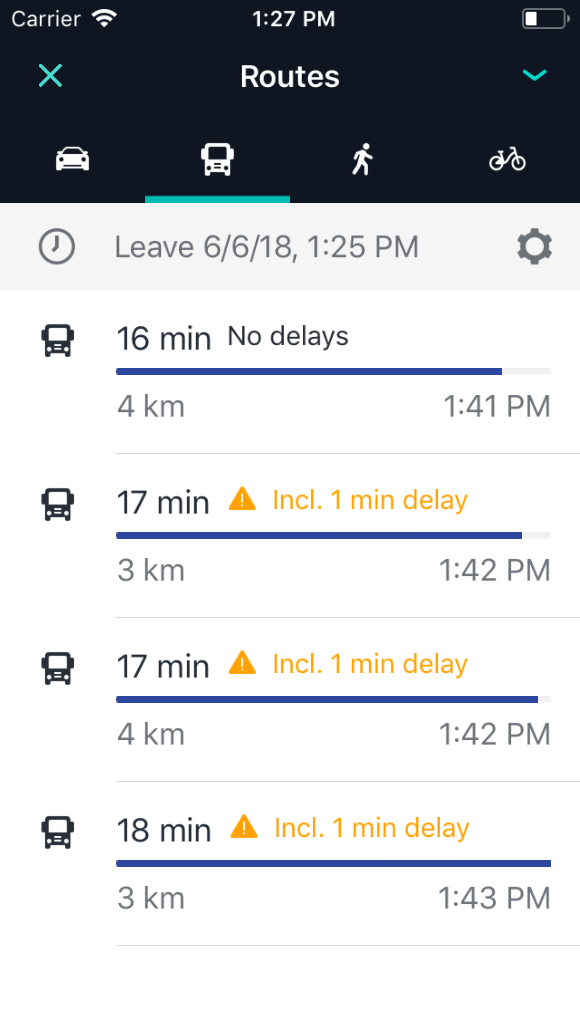 Carrier 1:27 PM
Routes
Leave 6/6/18, 1:25 PM
16 min No delays
4 km 1:41 PM
17 min Incl. 1 min delay
3 km 1:42 PM
17 min Incl. 1 min delay
4 km 1:42 PM
18 min Incl. 1 min delay
3 km 1:43 PM